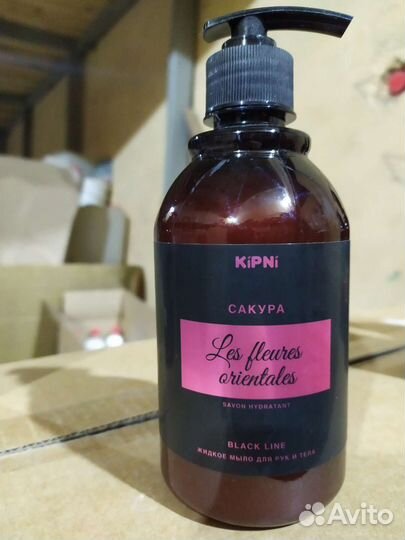 KiPNi
САКУРА
Les fleures
orientales
SAVON HYDRATANT
BLACK LINE
ЖИДКОЕ МЫЛО ДЛЯ РУК И ТЕЛА
Avito